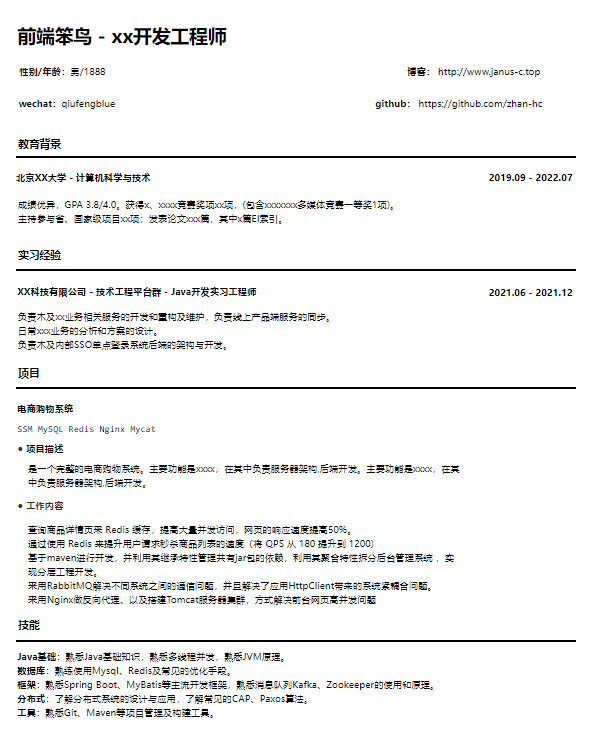 前端笨鸟 - xx开发工程师
性别/年龄：男/1888
博客： http://www.janus-c.top
wechat：qiufengblue
github： https://github.com/zhan-hc
教育背景
北京XX大学 - 计算机科学与技术
2019.09 - 2022.07
成绩优异，GPA 3.8/4.0。获得x、xxxx竞赛奖项xx项，(包含xxxxxxx多媒体竞赛一等奖1项)。
主持参与省、国家级项目xx项；发表论文xxx篇，其中x篇EI索引。
实习经验
XX科技有限公司 - 技术工程平台群 - Java开发实习工程师
2021.06 - 2021.12
负责木及xx业务相关服务的开发和重构及维护，负责线上产品端服务的同步。
日常xxx业务的分析和方案的设计。
负责木及内部SSO单点登录系统后端的架构与开发。
项目
电商购物系统
SSM MySQL Redis Nginx Mycat
● 项目描述
是一个完整的电商购物系统。主要功能是xxxx，在其中负责服务器架构,后端开发。主要功能是xxxx，在其
中负责服务器架构,后端开发。
● 工作内容
查询商品详情页采 Redis 缓存，提高大量并发访问，网页的响应速度提高50%。
通过使用 Redis 来提升用户请求秒杀商品列表的速度（将 QPS 从 180 提升到 1200）
基于maven进行开发，并利用其继承特性管理共有jar包的依赖，利用其聚合特性拆分后台管理系统 ，实
现分层工程开发。
采用RabbitMQ解决不同系统之间的通信问题，并且解决了应用HttpClient带来的系统紧耦合问题。
采用Nginx做反向代理、以及搭建Tomcat服务器集群，方式解决前台网页高并发问题
技能
Java基础：熟悉Java基础知识，熟悉多线程并发，熟悉JVM原理。
数据库：熟练使用Mysql、Redis及常见的优化手段。
框架：熟悉Spring Boot、MyBatis等主流开发框架，熟悉消息队列Kafka、Zookeeper的使用和原理。
分布式：了解分布式系统的设计与应用，了解常见的CAP、Paxos算法。
工具：熟悉Git、Maven等项目管理及构建工具。